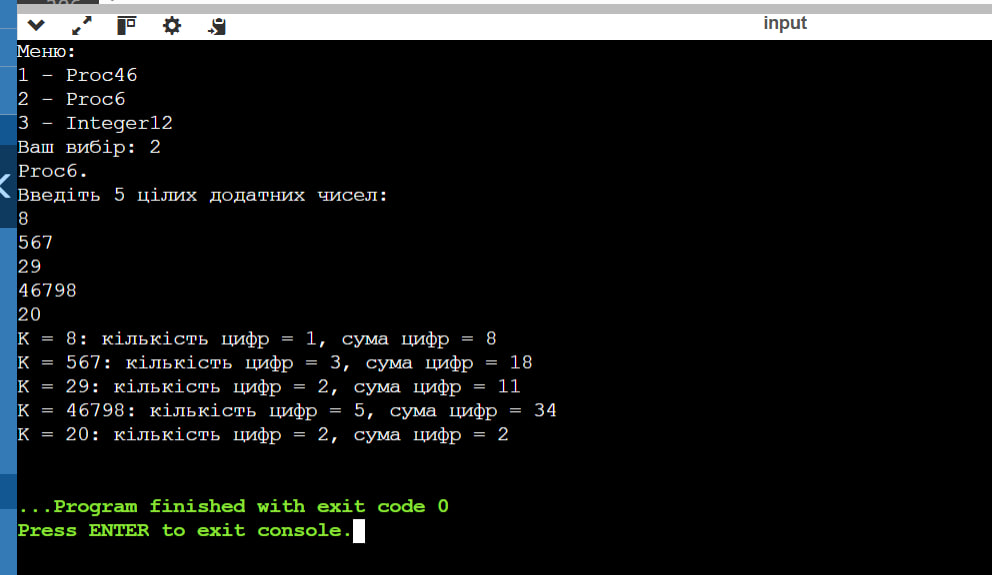 input
Меню:
1 - Proc46
2 - Proc6
3 - Integer12
Ваш вибір: 2
Proc6.
Введіть 5 цілих додатних чисел:
8
567
29
46798
20
K = 8: кількість цифр = 1, сума цифр = 8
K = 567: кількість цифр = 3, сума цифр = 18
K = 29: кількість цифр = 2, сума цифр = 11
K = 46798: кількість цифр = 5, сума цифр = 34
K = 20: кількість цифр = 2, сума цифр = 2
...Program finished with exit code 0
Press ENTER to exit console.